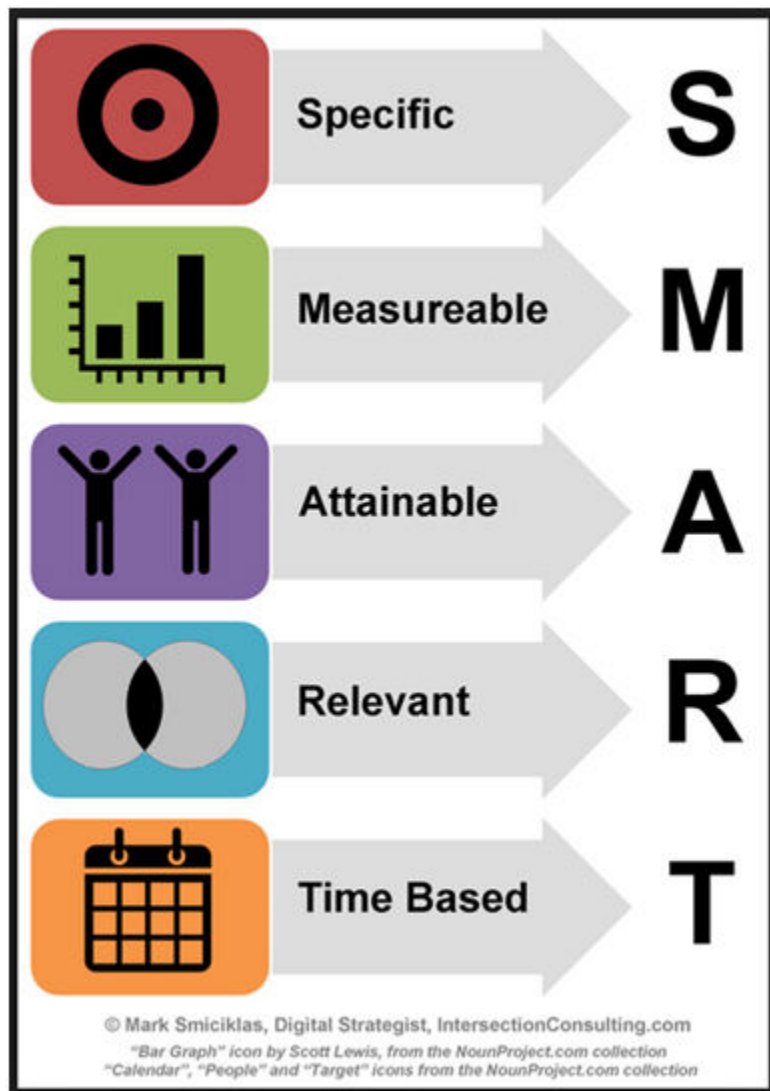 Specific S
Measureable M
Attainable A
Relevant R
Time Based T
© Mark Smiciklas, Digital Strategist, IntersectionConsulting.com
“Bar Graph” icon by Scott Lewis, from the NounProject.com collection
“Calendar”, “People” and “Target” icons from the NounProject.com collection